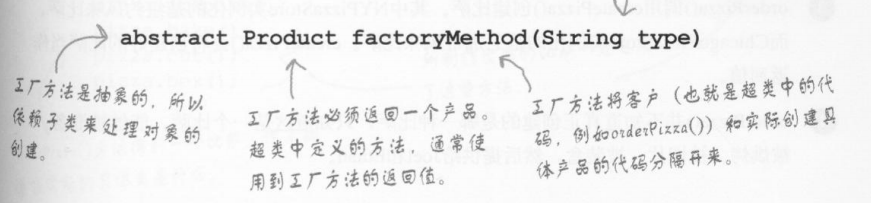 abstract Product factoryMethod(String type)
工厂方法是抽象的，所以
依赖子类来处理对象的
创建。
工厂方法必须返回一个产品。
超类中定义的方法，通常使
用到工厂方法的返回值。
工厂方法将客户（也就是超类中的代
码，例如orderPizza()）和实际创建具
体产品的代码分隔开来。